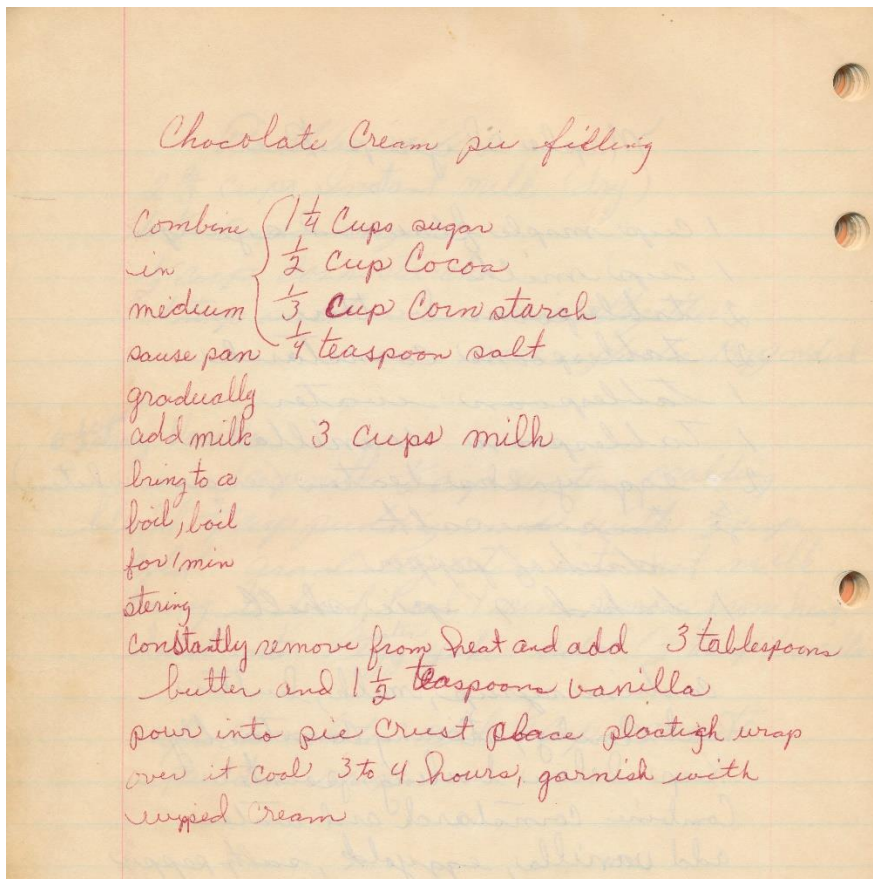 Chocolate Cream pie filling
Combine 1 1/4 Cups sugar
in 1/2 Cup Cocoa
medium 1/3 Cup Corn starch
sause pan 1/4 teaspoon salt
gradually
add milk 3 cups milk
bring to a
boil, boil
for 1 min
stering
constantly remove from heat and add 3 tablespoons
butter and 1 1/2 teaspoons vanilla
pour into pie Crust place plactigh wrap
over it cool 3 to 4 hours, garnish with
wipped cream